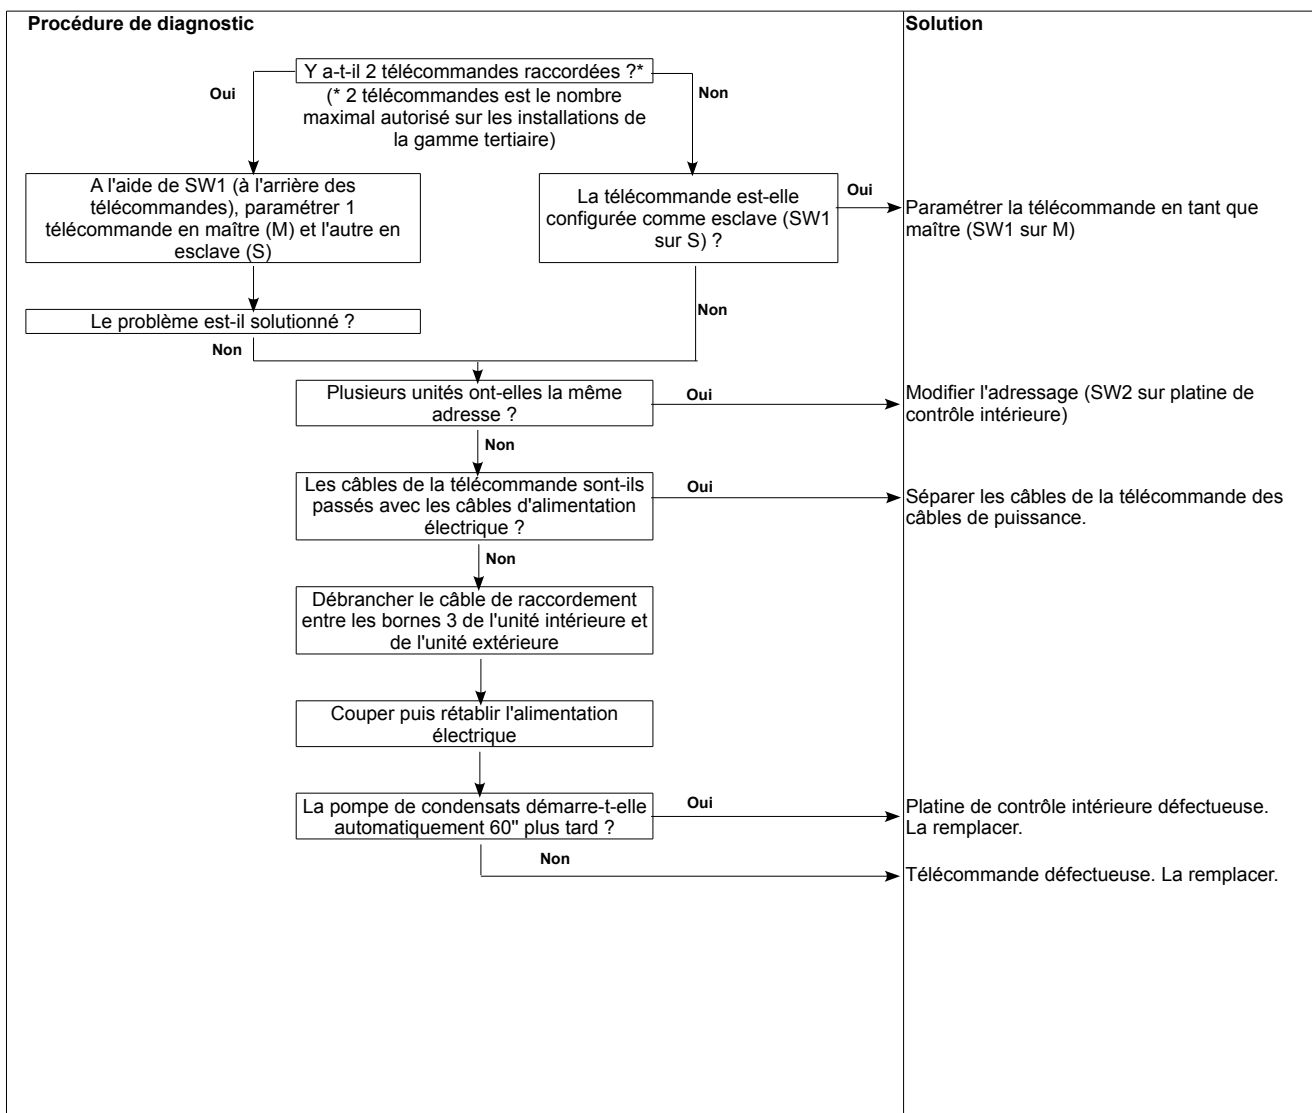 Procédure de diagnostic
Solution
Y a-t-il 2 télécommandes raccordées ?*
Oui
Non
(* 2 télécommandes est le nombre
maximal autorisé sur les installations de
la gamme tertiaire)
A l'aide de SW1 (à l'arrière des
télécommandes), paramétrer 1
télécommande en maître (M) et l'autre en
esclave (S)
La télécommande est-elle
configurée comme esclave (SW1
sur S) ?
Oui
Paramétrer la télécommande en tant que
maître (SW1 sur M)
Non
Le problème est-il solutionné ?
Non
Plusieurs unités ont-elles la même
adresse ?
Oui
Modifier l'adressage (SW2 sur platine de
contrôle intérieure)
Non
Les câbles de la télécommande sont-ils
passés avec les câbles d'alimentation
électrique ?
Oui
Séparer les câbles de la télécommande des
câbles de puissance.
Non
Débrancher le câble de raccordement
entre les bornes 3 de l'unité intérieure et
de l'unité extérieure
Couper puis rétablir l'alimentation
électrique
La pompe de condensats démarre-t-elle
automatiquement 60" plus tard ?
Oui
Platine de contrôle intérieure défectueuse.
La remplacer.
Non
Télécommande défectueuse. La remplacer.